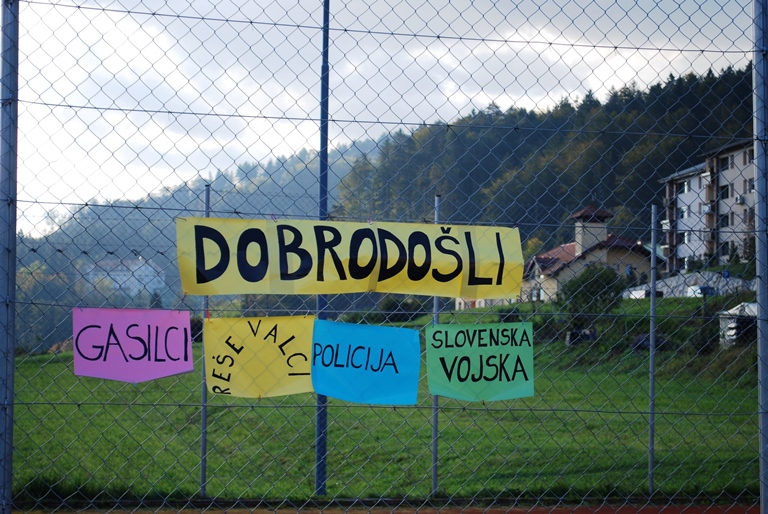 DOBRODOŠLI
GASILCI
REŠEVALCI
POLICIJA
SLOVENSKA
VOJSKA